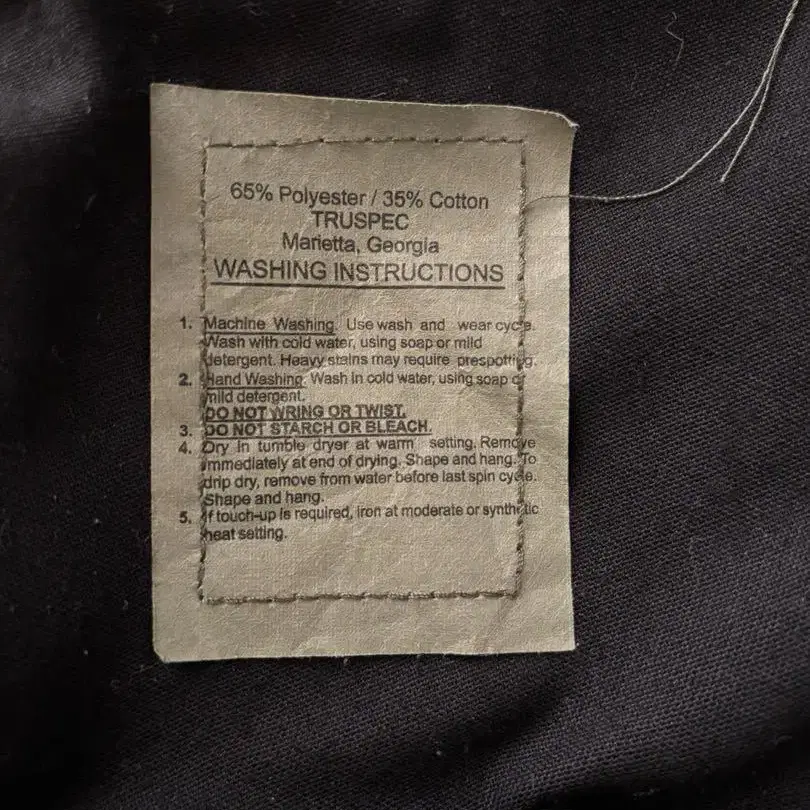 65% Polyester / 35% Cotton
TRUSPEC
Marietta, Georgia
WASHING INSTRUCTIONS
1. Machine Washing. Use wash and wear cycle.
Wash with cold water, using soap or mild
detergent. Heavy stains may require prespotting.
2. Hand Washing. Wash in cold water, using soap or
mild detergent.
DO NOT WRING OR TWIST.
3. DO NOT STARCH OR BLEACH.
4. Dry in tumble dryer at warm setting. Remove
immediately at end of drying. Shape and hang. To
drip dry, remove from water before last spin cycle.
Shape and hang.
5. If touch-up is required, iron at moderate or synthetic
heat setting.